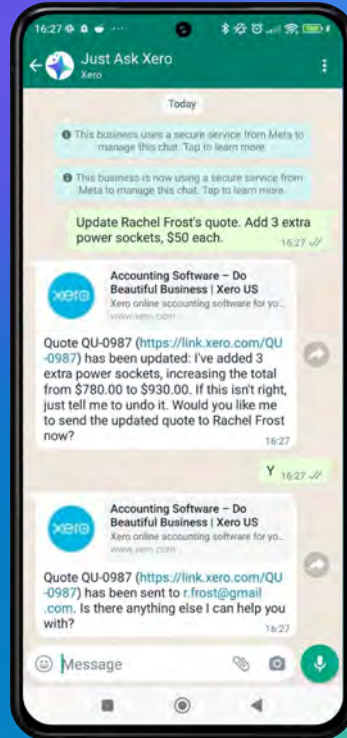 16:27
Just Ask Xero
Xero
Today
This business uses a secure service from Meta to
manage this chat. Tap to learn more.
This business is now using a secure service from
Meta to manage this chat. Tap to learn more.
Update Rachel Frost's quote. Add 3 extra
power sockets, $50 each.
16:27
xero
Accounting Software – Do
Beautiful Business | Xero US
Xero online accounting software for yo...
www.xero.com
Quote QU-0987 (https://link.xero.com/QU
-0987) has been updated: I've added 3
extra power sockets, increasing the total
from $780.00 to $930.00. If this isn't right,
just tell me to undo it. Would you like me
to send the updated quote to Rachel Frost
now?
16:27
Y 16:27
xero
Accounting Software – Do
Beautiful Business | Xero US
Xero online accounting software for yo...
www.xero.com
Quote QU-0987 (https://link.xero.com/QU
-0987) has been sent to r.frost@gmail
.com. Is there anything else I can help you
with?
16:27
Message